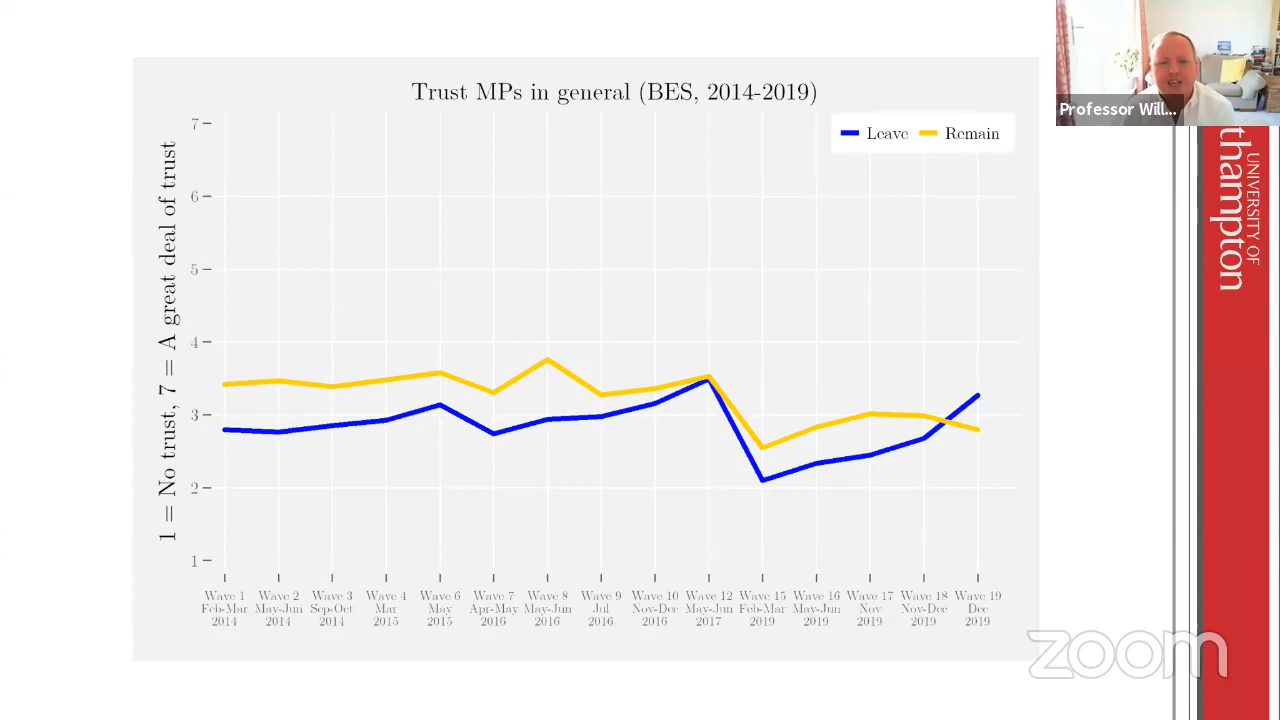 Trust MPs in general (BES, 2014-2019)
Leave
Remain
1 = No trust, 7 = A great deal of trust
7
6
5
4
3
2
1
Wave 1
Feb-Mar
2014
Wave 2
May-Jun
2014
Wave 3
Sep-Oct
2014
Wave 4
Mar
2015
Wave 6
May
2015
Wave 7
Apr-May
2016
Wave 8
May-Jun
2016
Wave 9
Jul
2016
Wave 10
Nov-Dec
2016
Wave 12
May-Jun
2017
Wave 15
Feb-Mar
2019
Wave 16
May-Jun
2019
Wave 17
Nov
2019
Wave 18
Nov-Dec
2019
Wave 19
Dec
2019
Professor Will...
UNIVERSITY OF
thampton
zoom